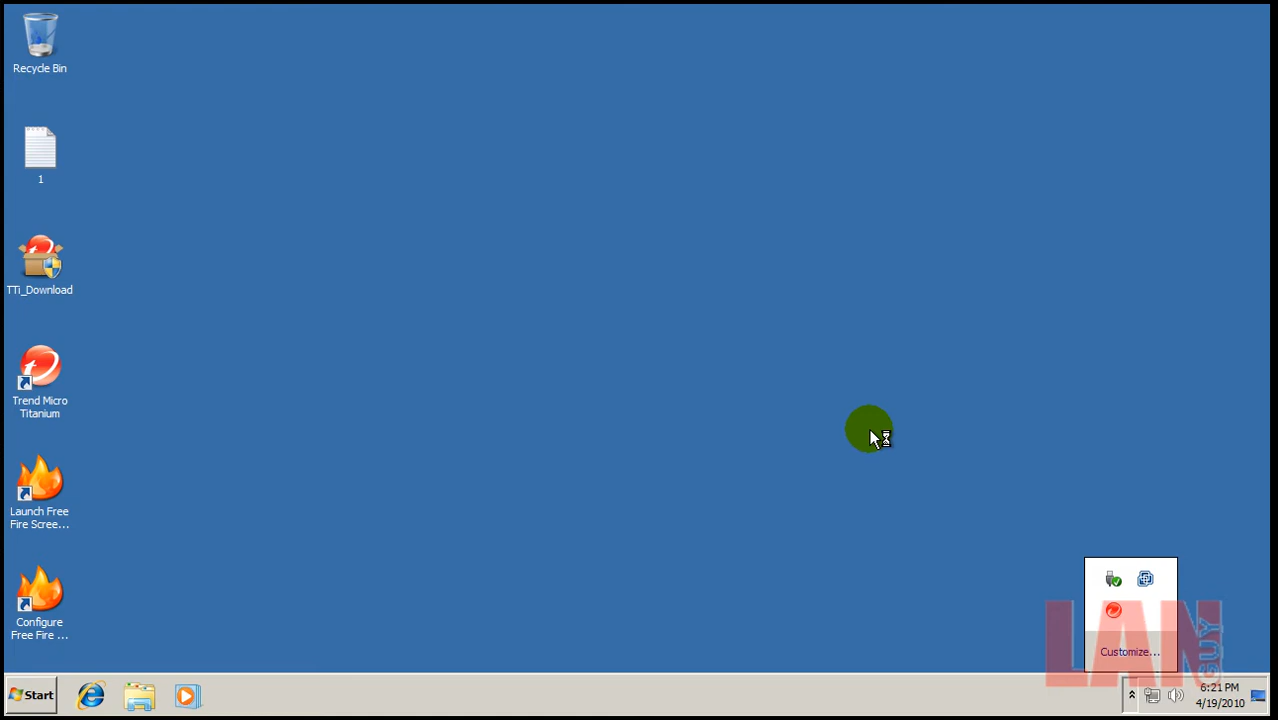 Recycle Bin
1
TTi_Download
Trend Micro
Titanium
Launch Free
Fire Scree...
Configure
Free Fire ...
Customize...
LAN
GUY
Start
6:21 PM
4/19/2010